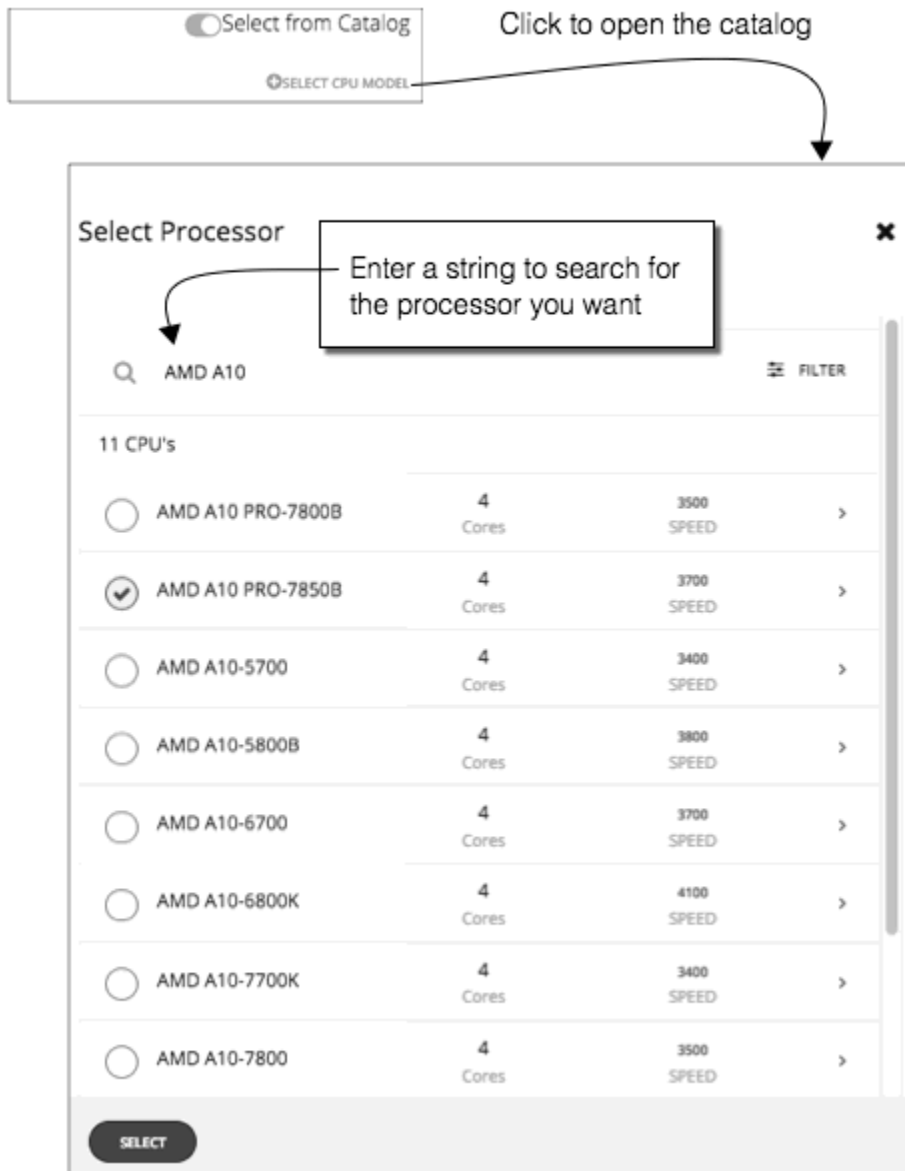 Select from Catalog
Click to open the catalog
SELECT CPU MODEL
Select Processor
Enter a string to search for
the processor you want
AMD A10
FILTER
11 CPU's
AMD A10 PRO-7800B 4 3500
Cores SPEED
AMD A10 PRO-7850B 4 3700
Cores SPEED
AMD A10-5700 4 3400
Cores SPEED
AMD A10-5800B 4 3800
Cores SPEED
AMD A10-6700 4 3700
Cores SPEED
AMD A10-6800K 4 4100
Cores SPEED
AMD A10-7700K 4 3400
Cores SPEED
AMD A10-7800 4 3500
Cores SPEED
SELECT